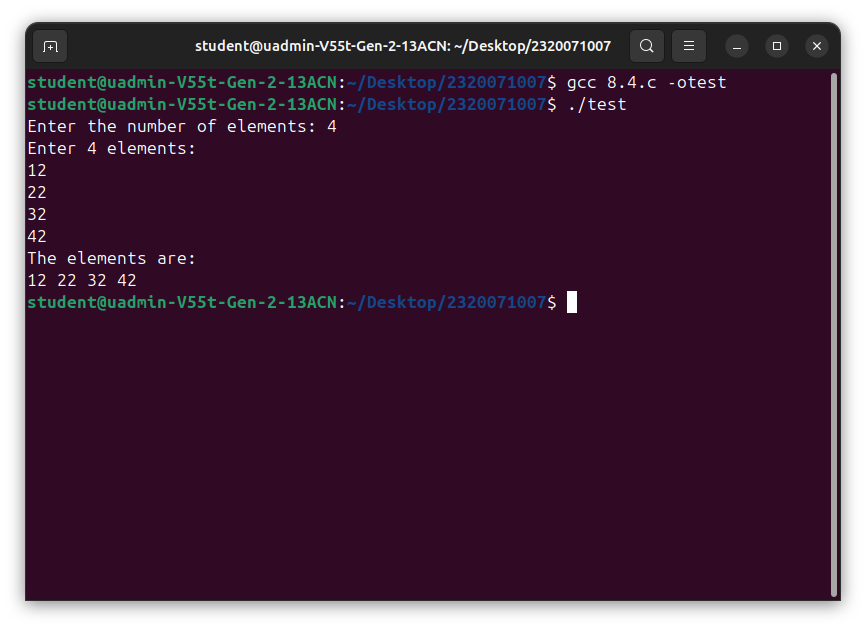 student@uadmin-V55t-Gen-2-13ACN: ~/Desktop/2320071007
student@uadmin-V55t-Gen-2-13ACN:~/Desktop/2320071007$ gcc 8.4.c -otest
student@uadmin-V55t-Gen-2-13ACN:~/Desktop/2320071007$ ./test
Enter the number of elements: 4
Enter 4 elements:
12
22
32
42
The elements are:
12 22 32 42
student@uadmin-V55t-Gen-2-13ACN:~/Desktop/2320071007$